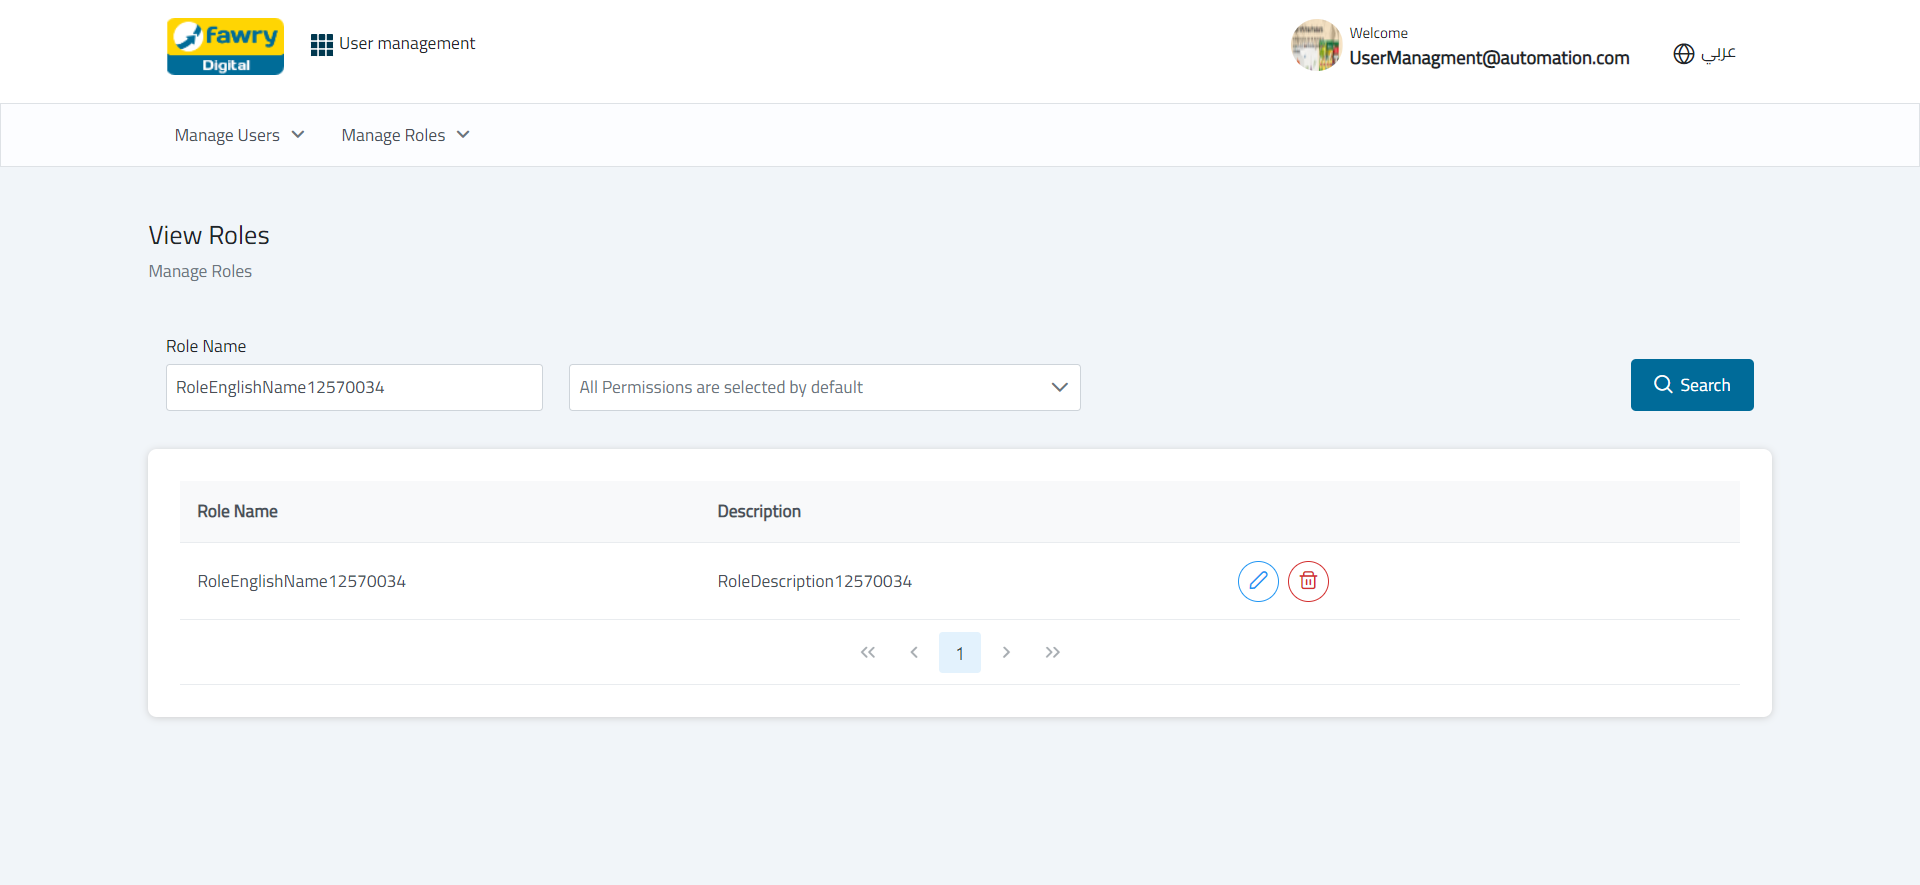 fawry
Digital
User management
Welcome
UserManagment@automation.com
عربي
Manage Users
Manage Roles
View Roles
Manage Roles
Role Name
RoleEnglishName12570034
All Permissions are selected by default
Search
Role Name
Description
RoleEnglishName12570034
RoleDescription12570034
1